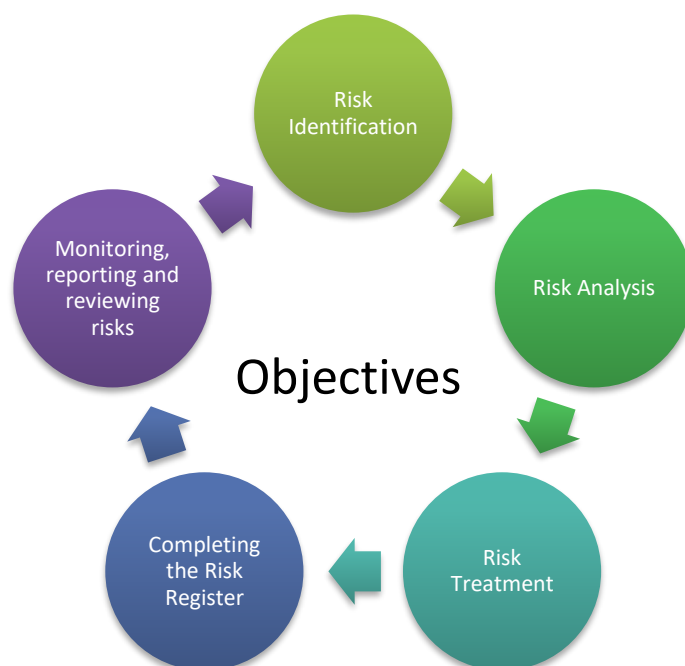 Risk
Identification
Risk Analysis
Risk
Treatment
Completing
the Risk
Register
Monitoring,
reporting and
reviewing
risks
Objectives